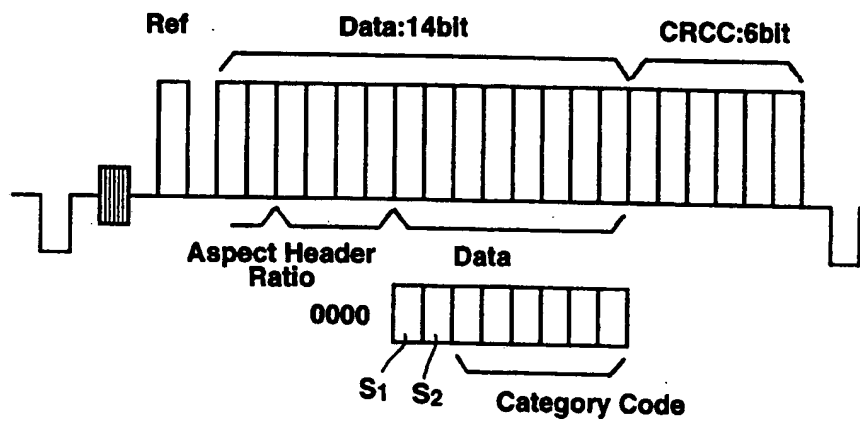 Ref Data:14bit CRCC:6bit
Aspect Header Data
Ratio
0000
S1 S2 Category Code